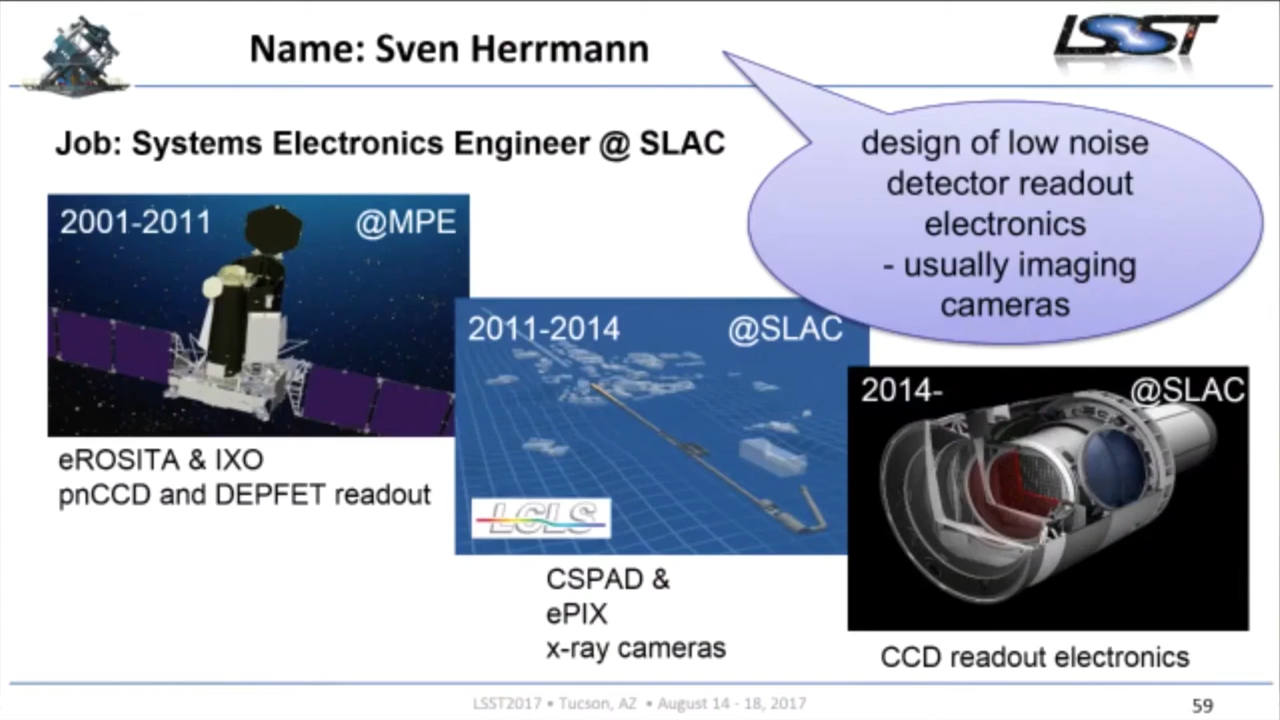 Name: Sven Herrmann
LSST
Job: Systems Electronics Engineer @ SLAC
design of low noise
detector readout
electronics
- usually imaging
cameras
2001-2011 @MPE
eROSITA & IXO
pnCCD and DEPFET readout
2011-2014 @SLAC
LCLS
CSPAD &
ePIX
x-ray cameras
2014- @SLAC
CCD readout electronics
LSST2017 • Tucson, AZ • August 14 - 18, 2017
59